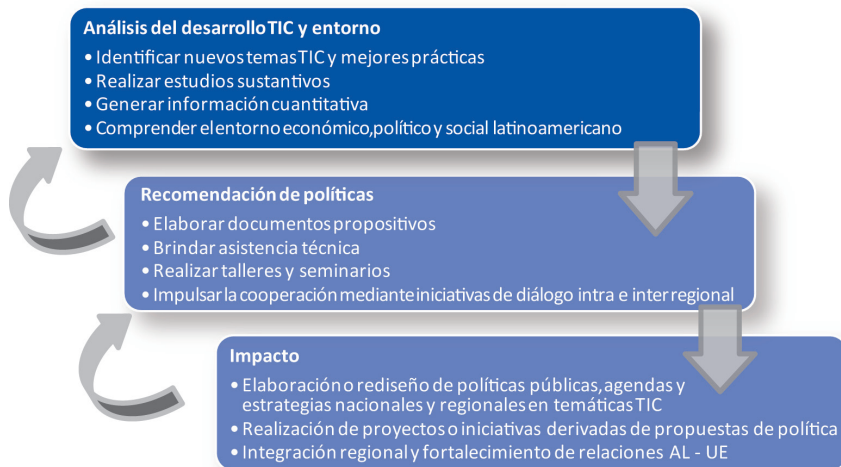 Análisis del desarrollo TIC y entorno
• Identificar nuevos temas TIC y mejores prácticas
• Realizar estudios sustantivos
• Generar información cuantitativa
• Comprender el entorno económico, político y social latinoamericano
Recomendación de políticas
• Elaborar documentos propositivos
• Brindar asistencia técnica
• Realizar talleres y seminarios
• Impulsar la cooperación mediante iniciativas de diálogo intra e inter regional
Impacto
• Elaboración o rediseño de políticas públicas, agendas y
estrategias nacionales y regionales en temáticas TIC
• Realización de proyectos o iniciativas derivadas de propuestas de política
• Integración regional y fortalecimiento de relaciones AL - UE